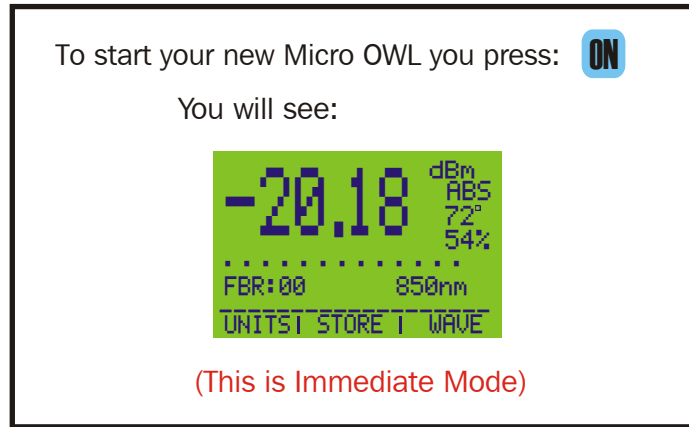 To start your new Micro OWL you press: ON
You will see:
-20.18 dBm
ABS
72°
54%
FBR:00 850nm
UNITS| STORE | WAVE
(This is Immediate Mode)